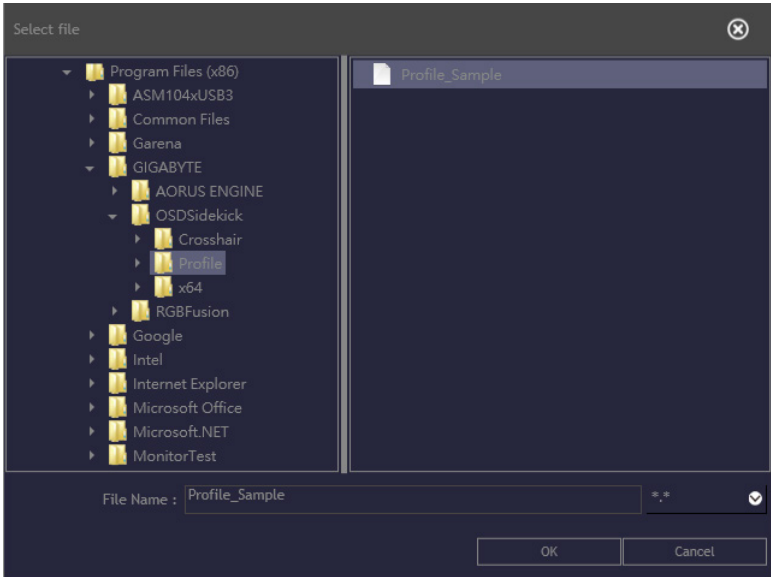 Select file
Program Files (x86)
ASM104xUSB3
Common Files
Garena
GIGABYTE
AORUS ENGINE
OSDSidekick
Crosshair
Profile
x64
RGBFusion
Google
Intel
Internet Explorer
Microsoft Office
Microsoft.NET
MonitorTest
Profile_Sample
File Name : Profile_Sample
*.*
OK
Cancel